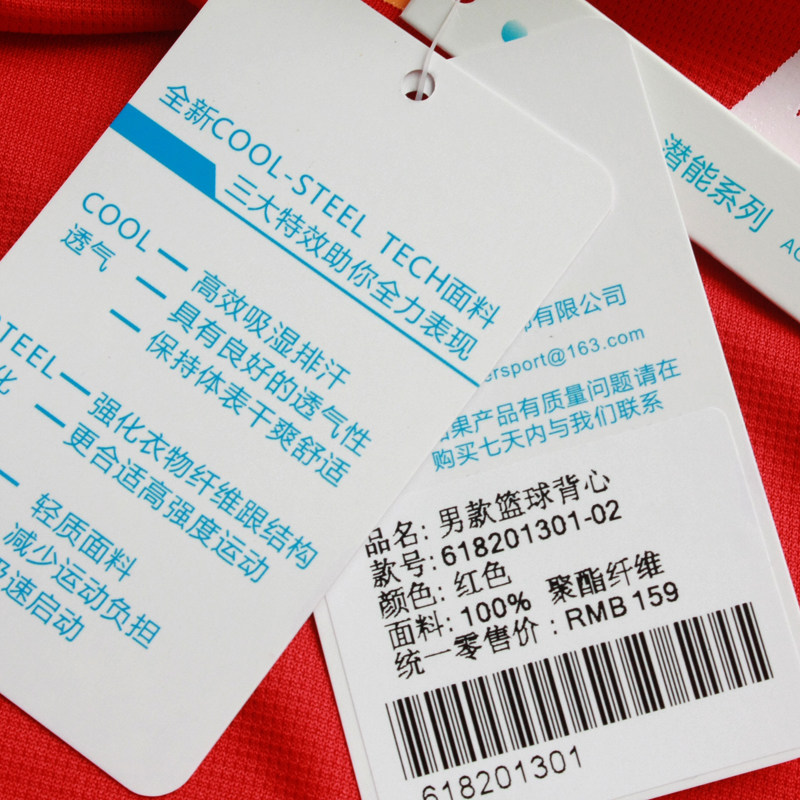 全新COOL-STEEL TECH面料
三大特效助你全力表现
COOL
透气
高效吸湿排汗
具有良好的透气性
保持体表干爽舒适
TEEL
化
强化衣物纤维跟结构
更合适高强度运动
轻质面料
减少运动负担
极速启动
潜能系列
饰有限公司
ersport@163.com
如果产品有质量问题请在
购买七天内与我们联系
品名: 男款篮球背心
款号: 618201301-02
颜色: 红色
面料: 100% 聚酯纤维
统一零售价 : RMB 159
618201301